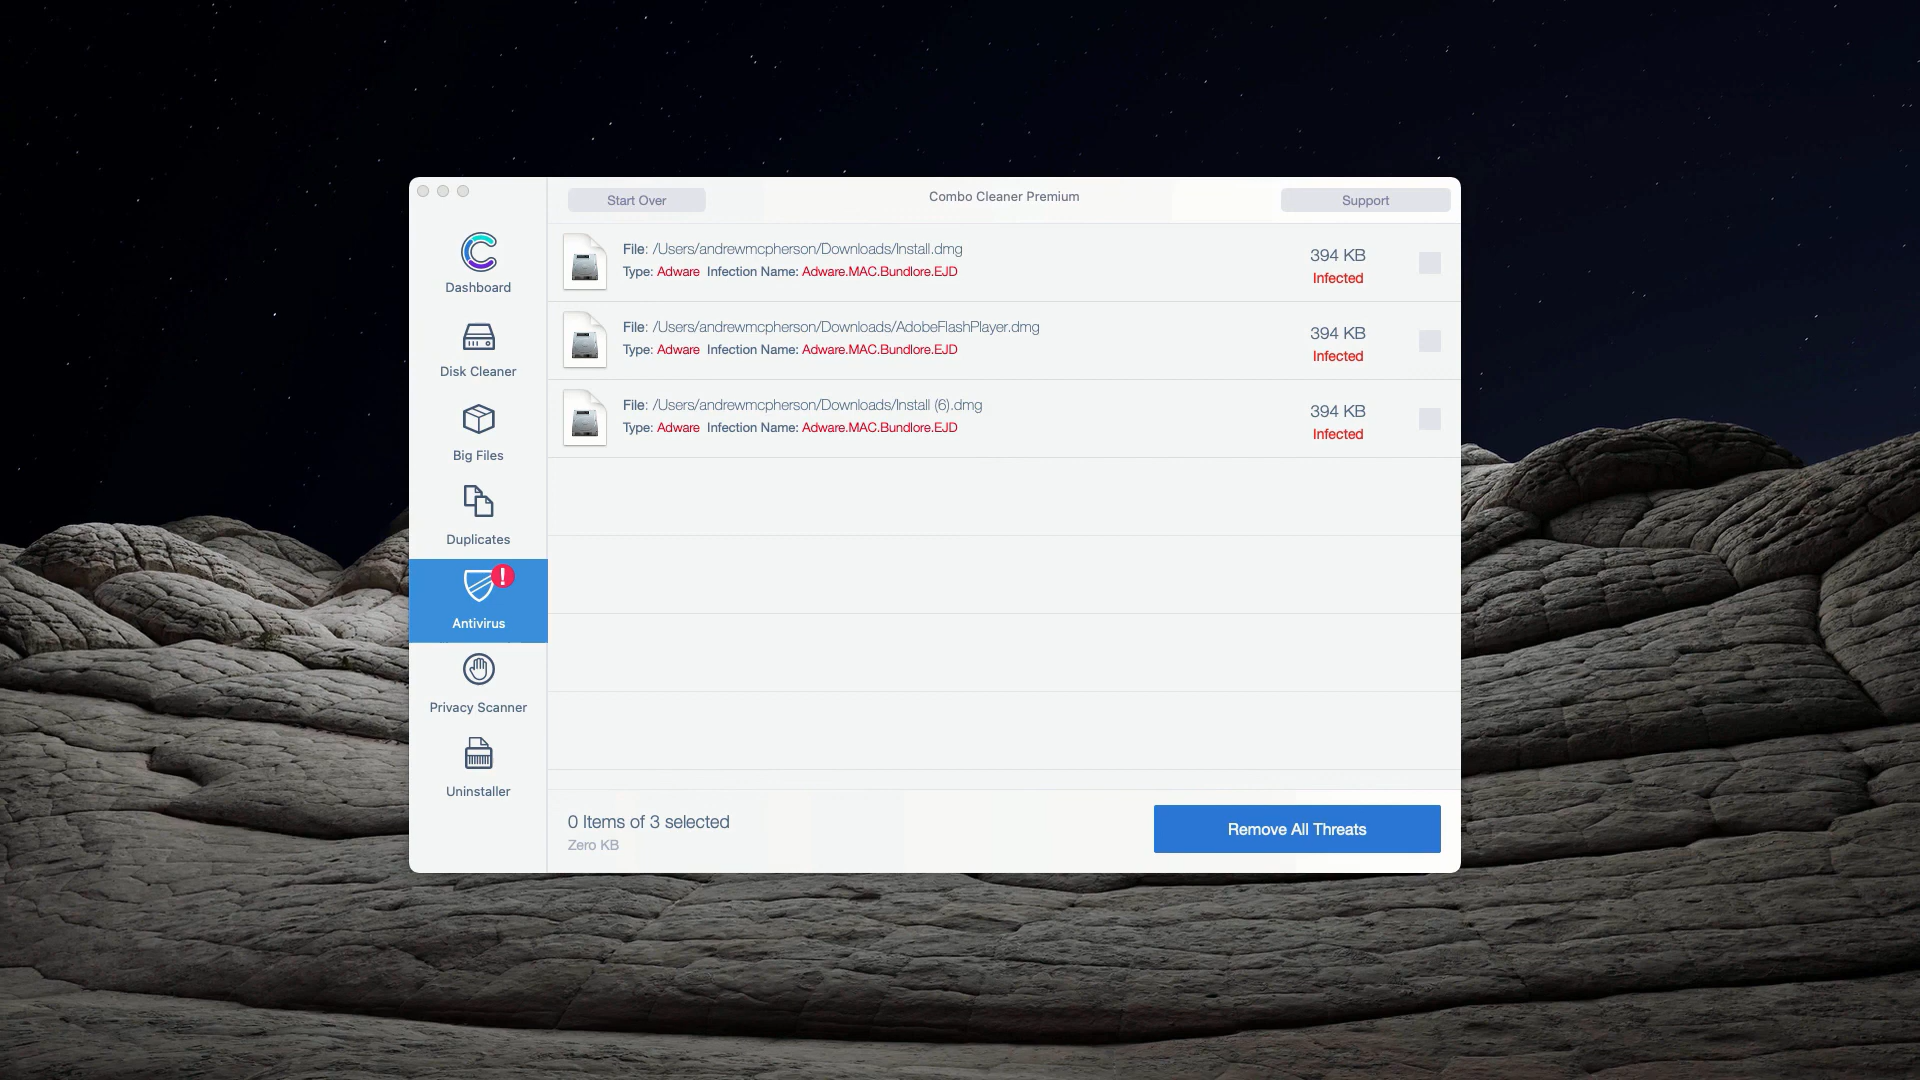 Start Over
Combo Cleaner Premium
Support
Dashboard
Disk Cleaner
Big Files
Duplicates
Antivirus
Privacy Scanner
Uninstaller
File: /Users/andrewmcpherson/Downloads/Install.dmg
Type: Adware Infection Name: Adware.MAC.Bundlore.EJD
394 KB
Infected
File: /Users/andrewmcpherson/Downloads/AdobeFlashPlayer.dmg
Type: Adware Infection Name: Adware.MAC.Bundlore.EJD
394 KB
Infected
File: /Users/andrewmcpherson/Downloads/Install (6).dmg
Type: Adware Infection Name: Adware.MAC.Bundlore.EJD
394 KB
Infected
0 Items of 3 selected
Zero KB
Remove All Threats